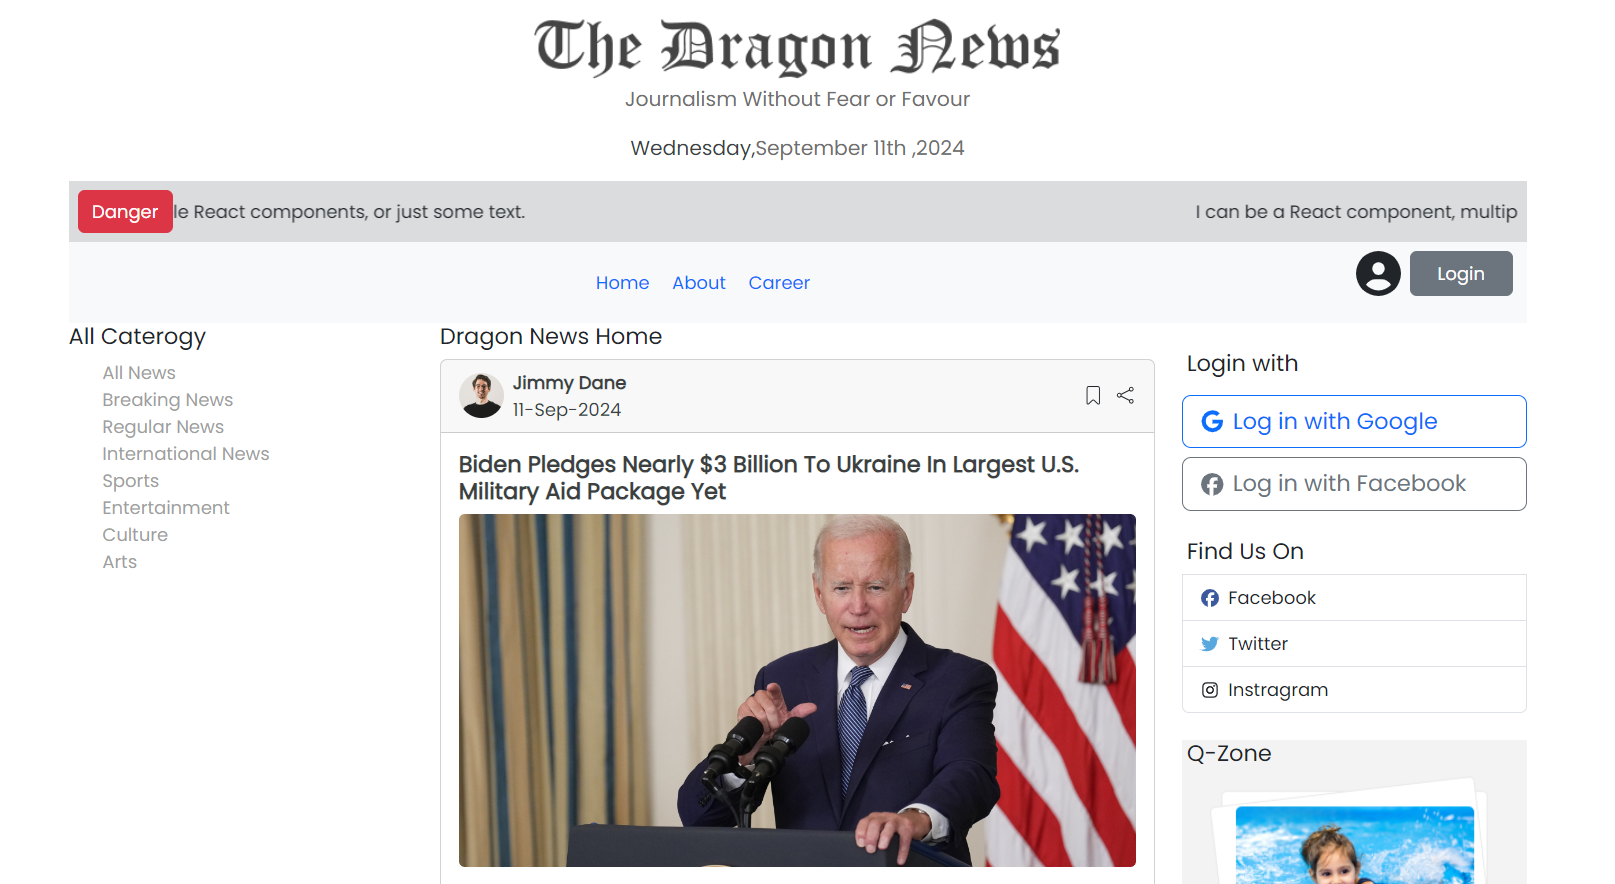 The Dragon News
Journalism Without Fear or Favour
Wednesday,September 11th ,2024
Danger le React components, or just some text. I can be a React component, multip
Home About Career
Login
All Caterogy
All News
Breaking News
Regular News
International News
Sports
Entertainment
Culture
Arts
Dragon News Home
Jimmy Dane
11-Sep-2024
Biden Pledges Nearly $3 Billion To Ukraine In Largest U.S.
Military Aid Package Yet
Login with
Log in with Google
Log in with Facebook
Find Us On
Facebook
Twitter
Instragram
Q-Zone